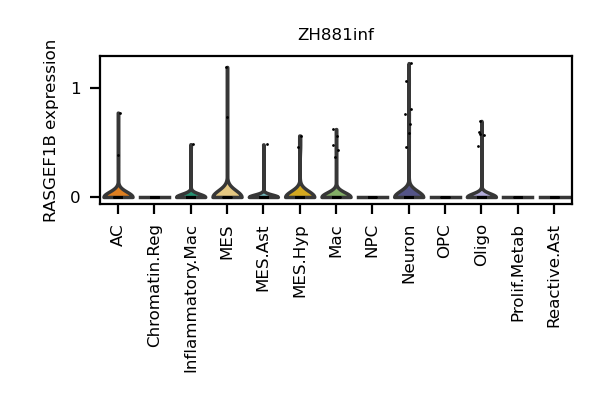 ZH881inf
RASGEF1B expression
1
0
AC
Chromatin.Reg
Inflammatory.Mac
MES
MES.Ast
MES.Hyp
Mac
NPC
Neuron
OPC
Oligo
Prolif.Metab
Reactive.Ast